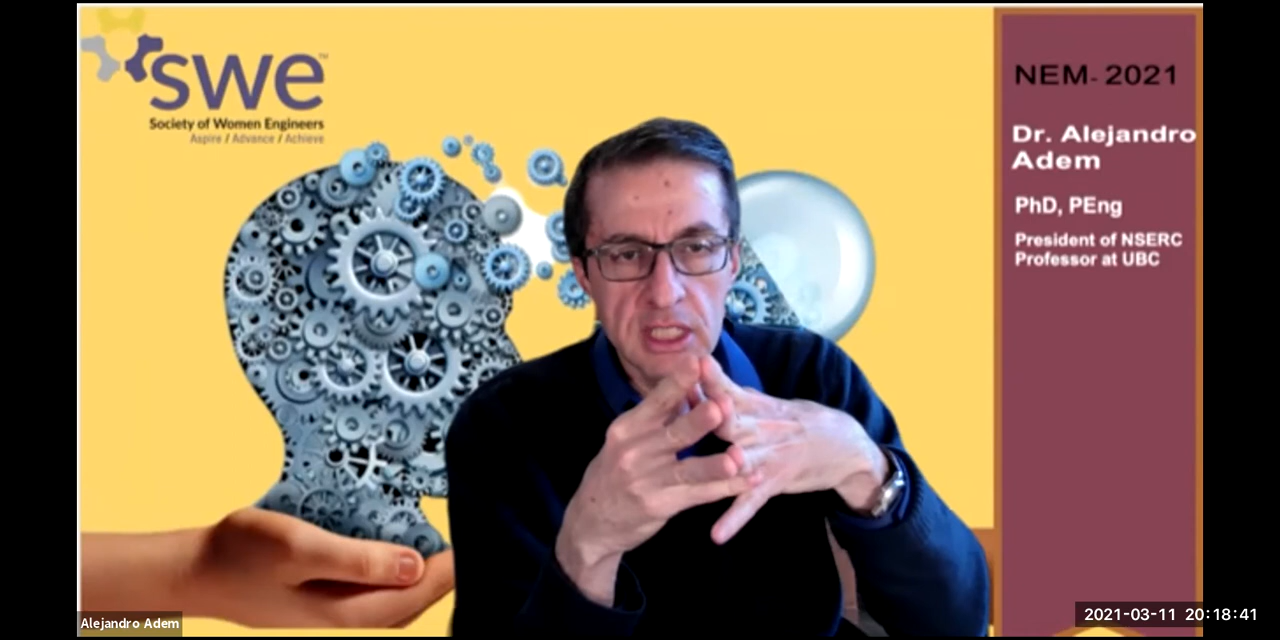 swe™
Society of Women Engineers
Aspire / Advance / Achieve
NEM- 2021
Dr. Alejandro
Adem
PhD, PEng
President of NSERC
Professor at UBC
Alejandro Adem
2021-03-11 20:18:41